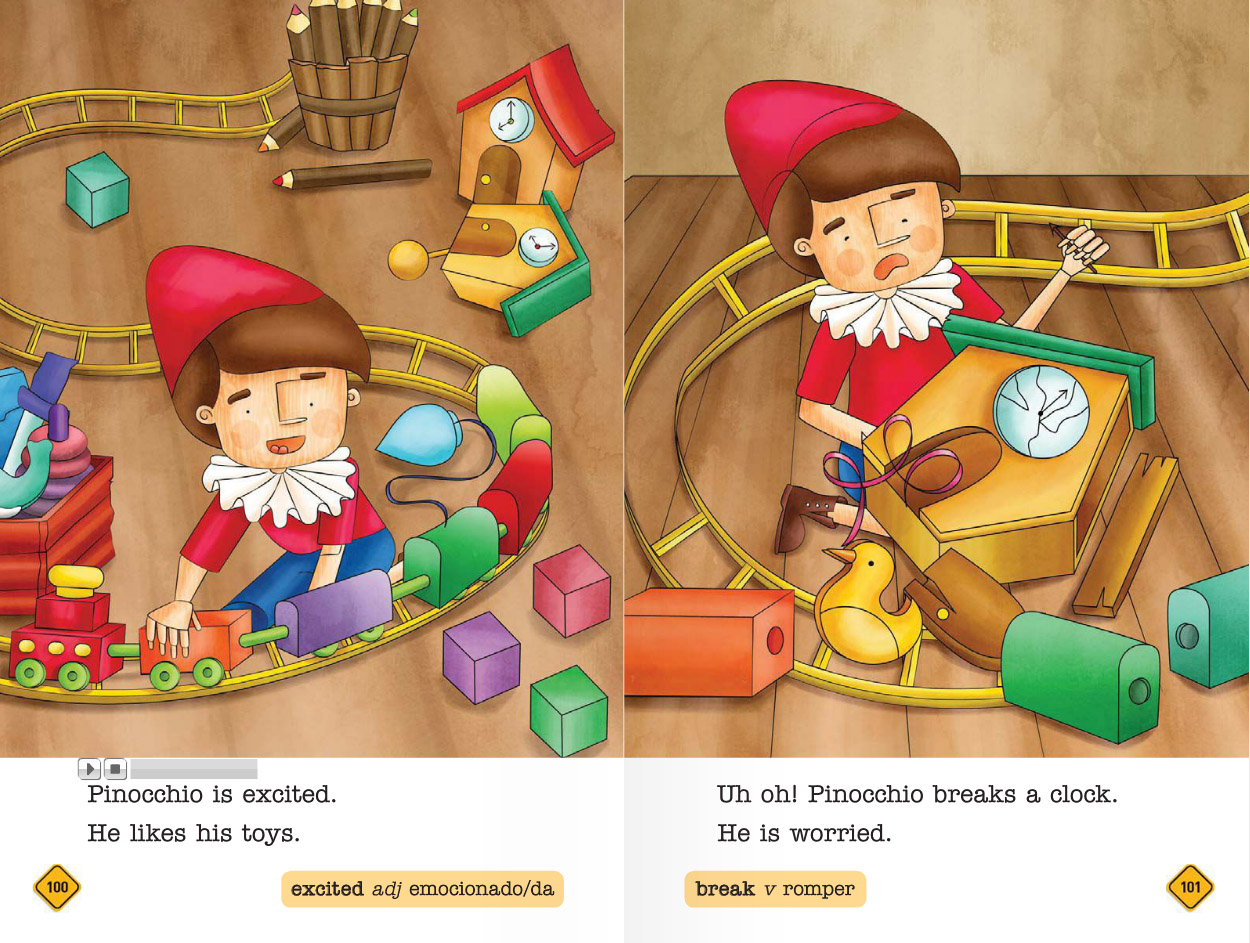 Pinocchio is excited.
He likes his toys.
100
excited adj emocionado/da
Uh oh! Pinocchio breaks a clock.
He is worried.
break v romper
101